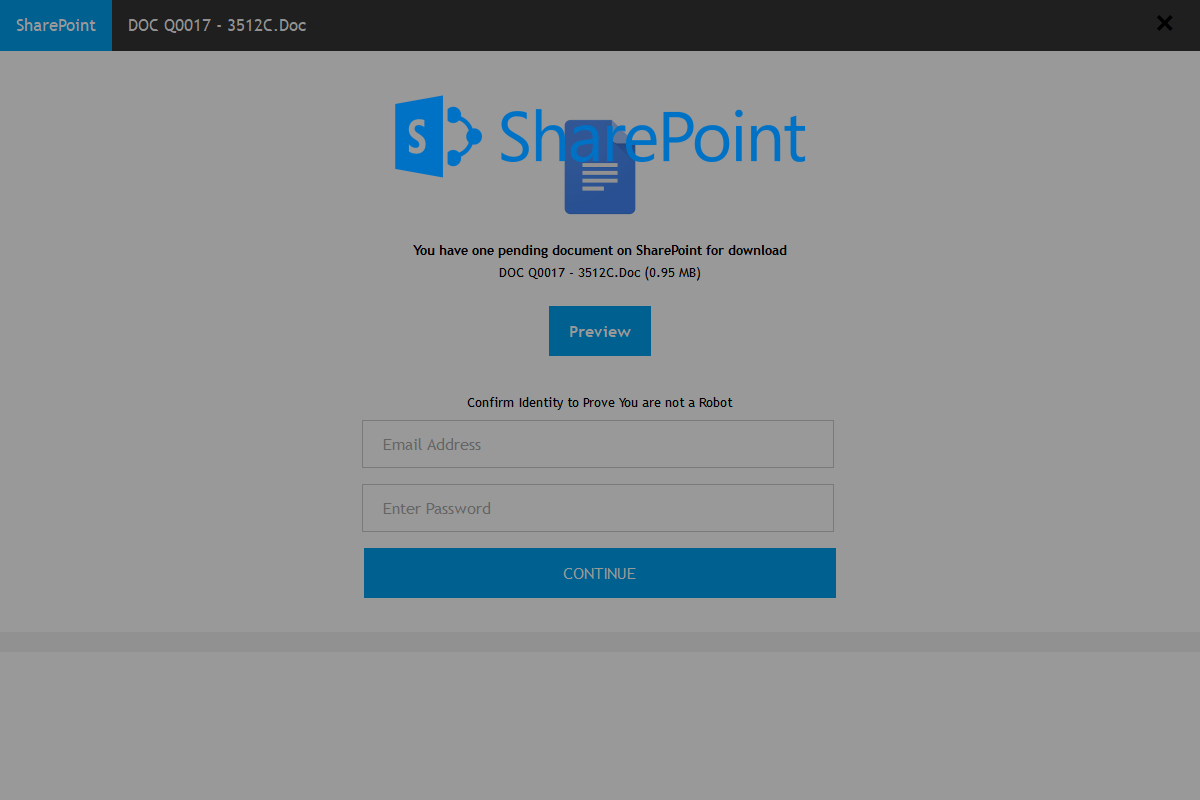 SharePoint
DOC Q0017 - 3512C.Doc
SharePoint
You have one pending document on SharePoint for download
DOC Q0017 - 3512C.Doc (0.95 MB)
Preview
Confirm Identity to Prove You are not a Robot
Email Address
Enter Password
CONTINUE